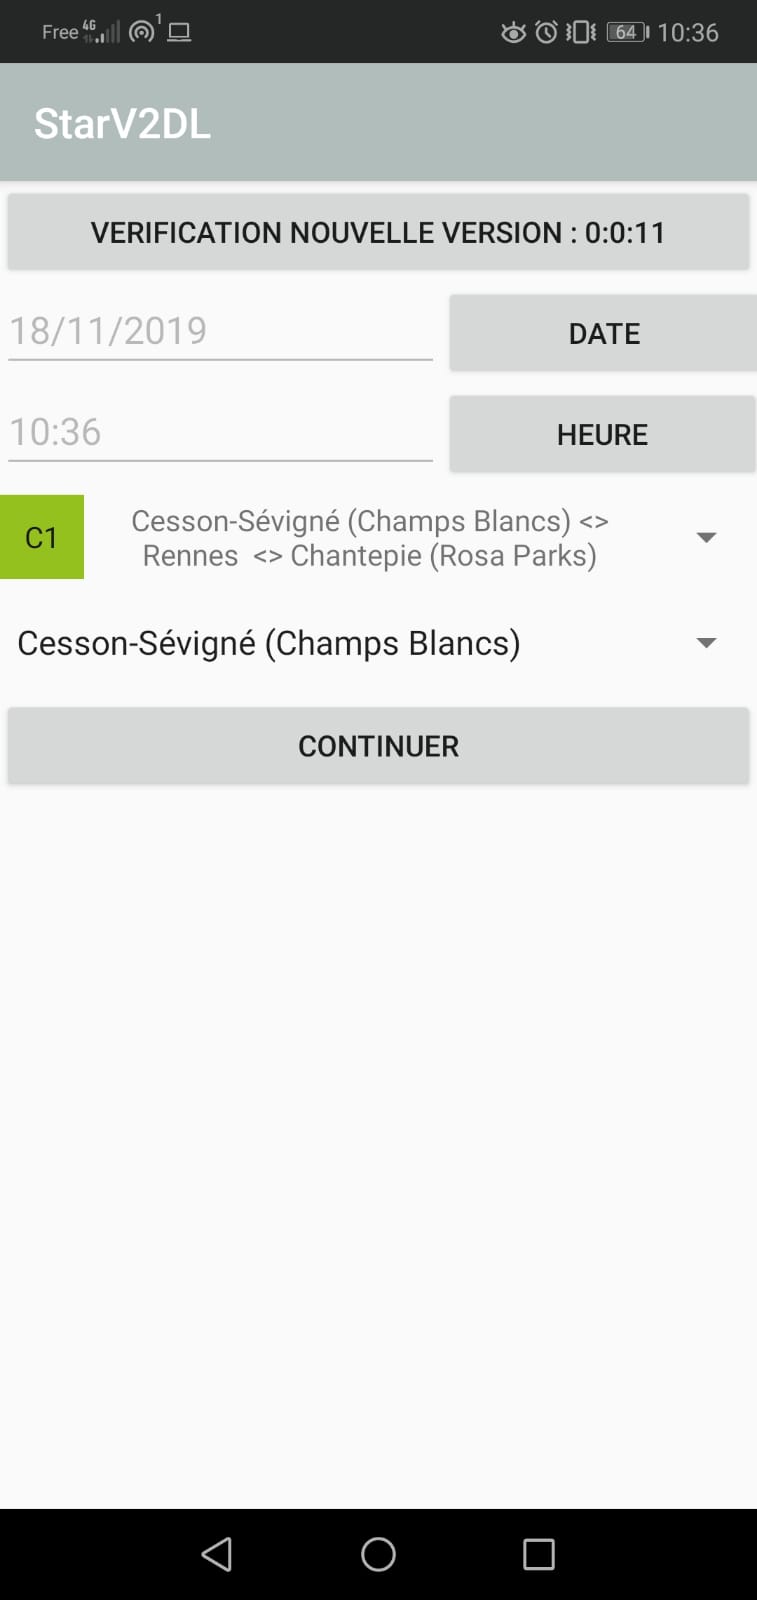 Free 4G 1 64 10:36
StarV2DL
VERIFICATION NOUVELLE VERSION : 0:0:11
18/11/2019 DATE
10:36 HEURE
C1 Cesson-Sévigné (Champs Blancs) <>
Rennes  <> Chantepie (Rosa Parks)
Cesson-Sévigné (Champs Blancs)
CONTINUER